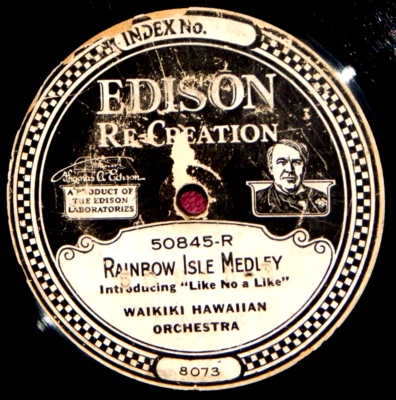 INDEX No.
EDISON
RE-CREATION
Thomas A. Edison
A PRODUCT OF
THE EDISON
LABORATORIES
50845-R
RAINBOW ISLE MEDLEY
Introducing "Like No a Like"
WAIKIKI HAWAIIAN
ORCHESTRA
8073